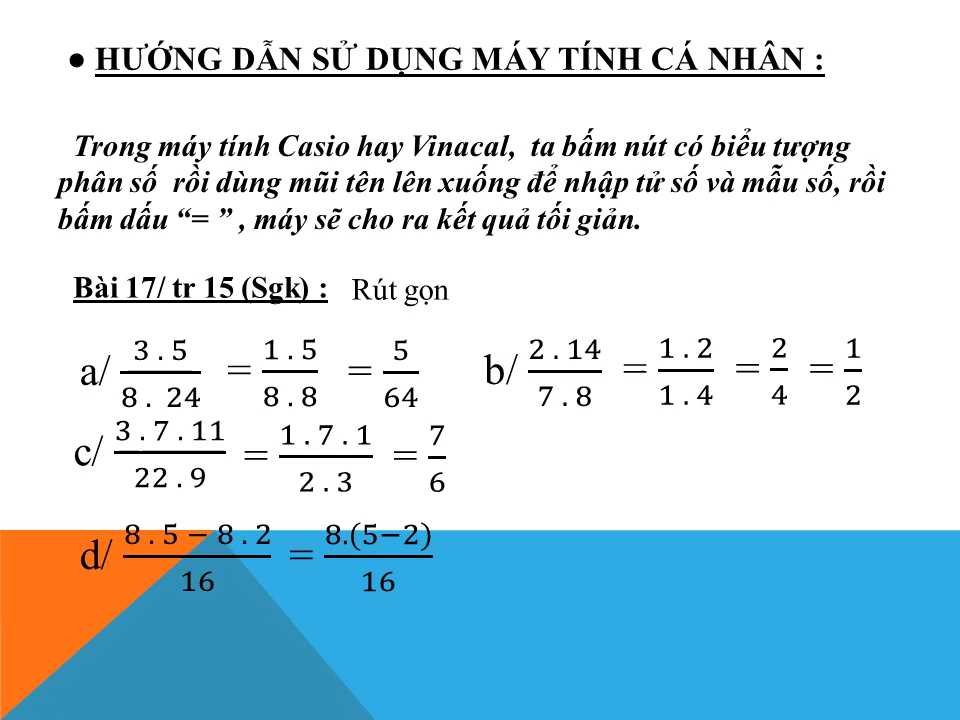 ● HƯỚNG DẪN SỬ DỤNG MÁY TÍNH CÁ NHÂN :
Trong máy tính Casio hay Vinacal, ta bấm nút có biểu tượng
phân số rồi dùng mũi tên lên xuống để nhập tử số và mẫu số, rồi
bấm dấu “= ” , máy sẽ cho ra kết quả tối giản.
Bài 17/ tr 15 (Sgk) : Rút gọn
a/ (3 . 5)/(8 . 24) = (1 . 5)/(8 . 8) = 5/64
b/ (2 . 14)/(7 . 8) = (1 . 2)/(1 . 4) = 2/4 = 1/2
c/ (3 . 7 . 11)/(22 . 9) = (1 . 7 . 1)/(2 . 3) = 7/6
d/ (8 . 5 − 8 . 2)/16 = (8.(5−2))/16